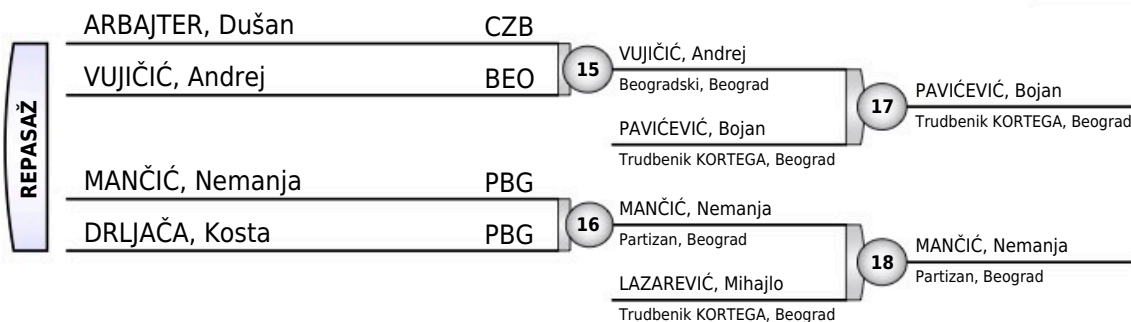 REPASAŽ
ARBAJTER, Dušan CZB
VUJIČIĆ, Andrej BEO
15
VUJIČIĆ, Andrej
Beogradski, Beograd
PAVIĆEVIĆ, Bojan
Trudbenik KORTEGA, Beograd
17
PAVIĆEVIĆ, Bojan
Trudbenik KORTEGA, Beograd
MANČIĆ, Nemanja PBG
DRLJAČA, Kosta PBG
16
MANČIĆ, Nemanja
Partizan, Beograd
LAZAREVIĆ, Mihajlo
Trudbenik KORTEGA, Beograd
18
MANČIĆ, Nemanja
Partizan, Beograd